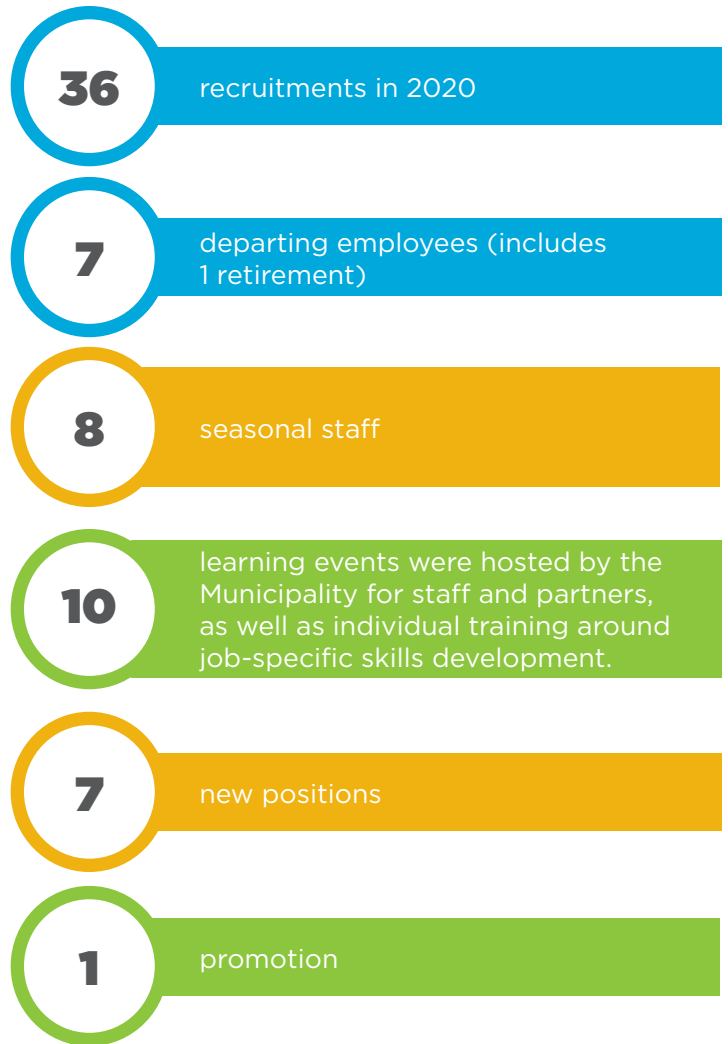 36
recruitments in 2020
7
departing employees (includes
1 retirement)
8
seasonal staff
10
learning events were hosted by the
Municipality for staff and partners,
as well as individual training around
job-specific skills development.
7
new positions
1
promotion